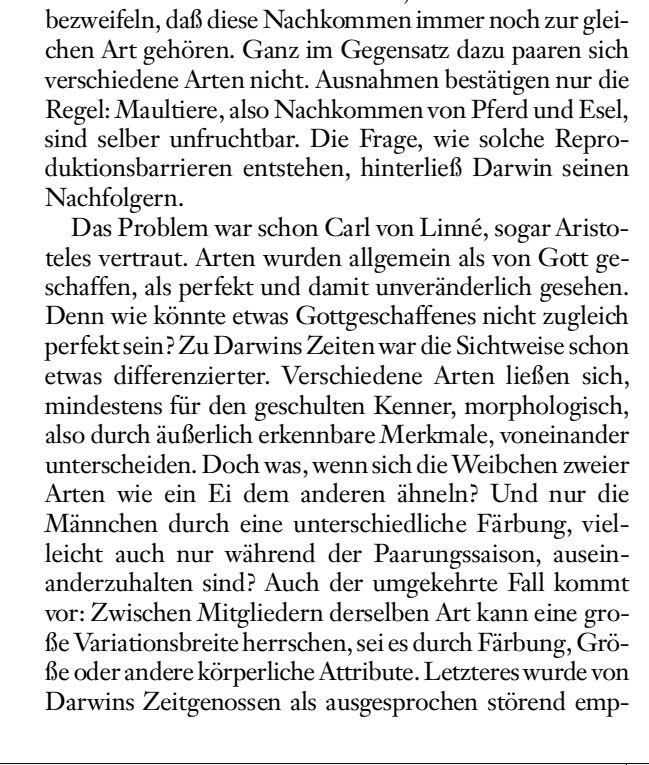 bezweifeln, daß diese Nachkommen immer noch zur glei-
chen Art gehören. Ganz im Gegensatz dazu paaren sich
verschiedene Arten nicht. Ausnahmen bestätigen nur die
Regel: Maultiere, also Nachkommen von Pferd und Esel,
sind selber unfruchtbar. Die Frage, wie solche Repro-
duktionsbarrieren entstehen, hinterließ Darwin seinen
Nachfolgern.
Das Problem war schon Carl von Linné, sogar Aristo-
teles vertraut. Arten wurden allgemein als von Gott ge-
schaffen, als perfekt und damit unveränderlich gesehen.
Denn wie könnte etwas Gottgeschaffenes nicht zugleich
perfekt sein? Zu Darwins Zeiten war die Sichtweise schon
etwas differenzierter. Verschiedene Arten ließen sich,
mindestens für den geschulten Kenner, morphologisch,
also durch äußerlich erkennbare Merkmale, voneinander
unterscheiden. Doch was, wenn sich die Weibchen zweier
Arten wie ein Ei dem anderen ähneln? Und nur die
Männchen durch eine unterschiedliche Färbung, viel-
leicht auch nur während der Paarungssaison, ausein-
anderzuhalten sind? Auch der umgekehrte Fall kommt
vor: Zwischen Mitgliedern derselben Art kann eine gro-
ße Variationsbreite herrschen, sei es durch Färbung, Grö-
ße oder andere körperliche Attribute. Letzteres wurde von
Darwins Zeitgenossen als ausgesprochen störend emp-